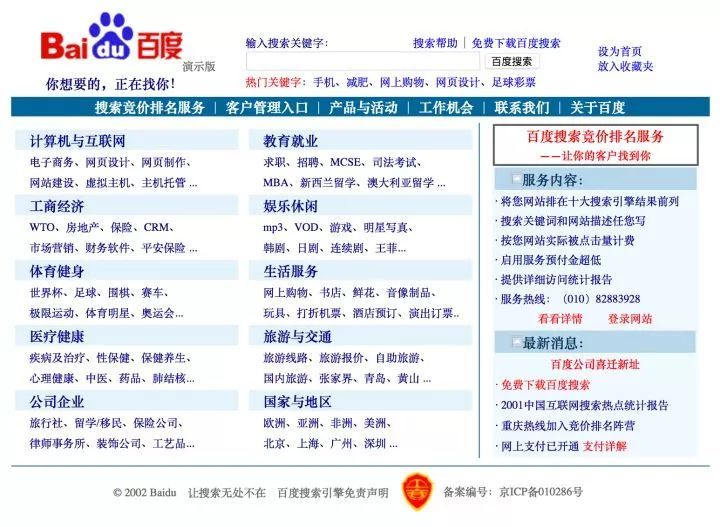 Bai du 百度
演示版
你想要的，正在找你！
输入搜索关键字：
搜索帮助 | 免费下载百度搜索
百度搜索
热门关键字：手机、减肥、网上购物、网页设计、足球彩票
设为首页
放入收藏夹
搜索竞价排名服务 | 客户管理入口 | 产品与活动 | 工作机会 | 联系我们 | 关于百度
计算机与互联网
电子商务、网页设计、网页制作、
网站建设、虚拟主机、主机托管 ...
教育就业
求职、招聘、MCSE、司法考试、
MBA、新西兰留学、澳大利亚留学 ...
工商经济
WTO、房地产、保险、CRM、
市场营销、财务软件、平安保险 ...
娱乐休闲
mp3、VOD、游戏、明星写真、
韩剧、日剧、连续剧、王菲...
体育健身
世界杯、足球、围棋、赛车、
极限运动、体育明星、奥运会...
生活服务
网上购物、书店、鲜花、音像制品、
玩具、打折机票、酒店预订、演出订票..
医疗健康
疾病及治疗、性保健、保健养生、
心理健康、中医、药品、肺结核...
旅游与交通
旅游线路、旅游报价、自助旅游、
国内旅游、张家界、青岛、黄山 ...
公司企业
旅行社、留学/移民、保险公司、
律师事务所、装饰公司、工艺品...
国家与地区
欧洲、亚洲、非洲、美洲、
北京、上海、广州、深圳 ...
百度搜索竞价排名服务
——让你的客户找到你
服务内容：
· 将您网站排在十大搜索引擎结果前列
· 搜索关键词和网站描述任您写
· 按您网站实际被点击量计费
· 启用服务预付金超低
· 提供详细访问统计报告
· 服务热线：（010）82883928
看看详情 登录网站
最新消息：
百度公司喜迁新址
· 免费下载百度搜索
· 2001中国互联网搜索热点统计报告
· 重庆热线加入竞价排名阵营
· 网上支付已开通 支付详解
© 2002 Baidu 让搜索无处不在 百度搜索引擎免责声明 备案编号：京ICP备010286号